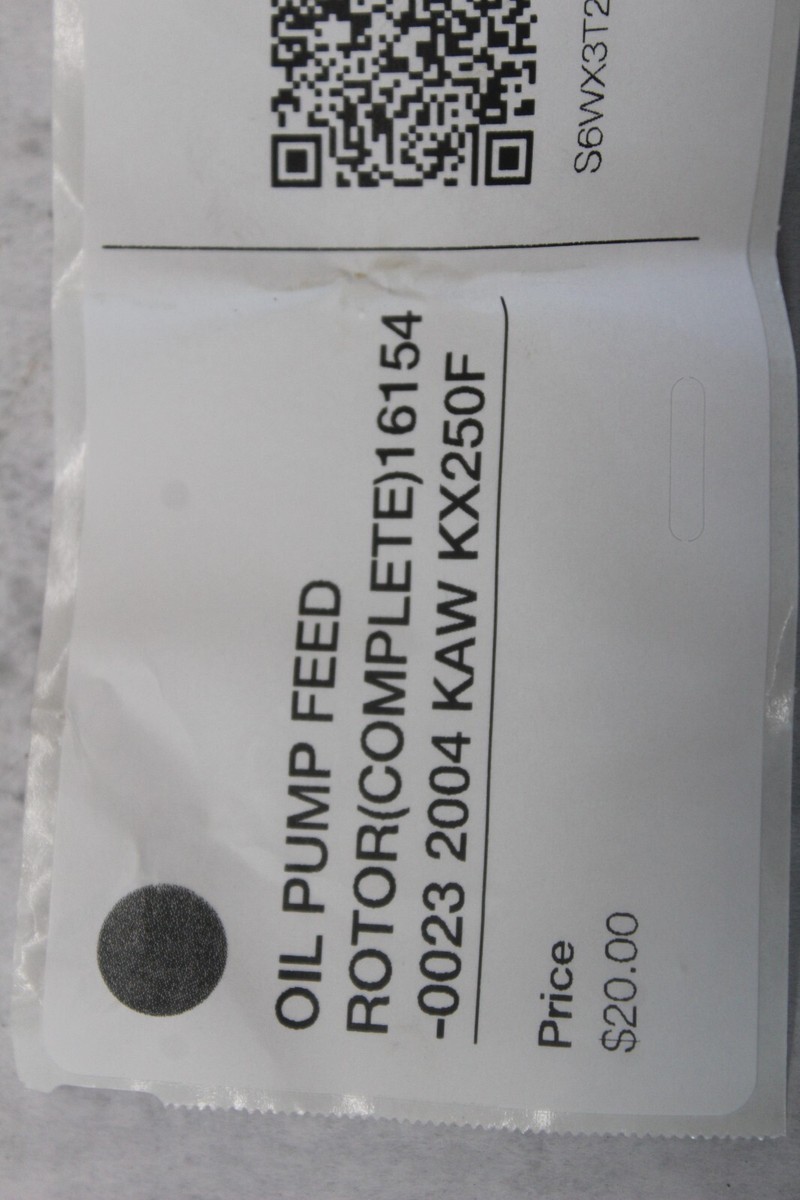 OIL PUMP FEED
ROTOR(COMPLETE)16154
-0023 2004 KAW KX250F
Price
$20.00
S6WX3T2